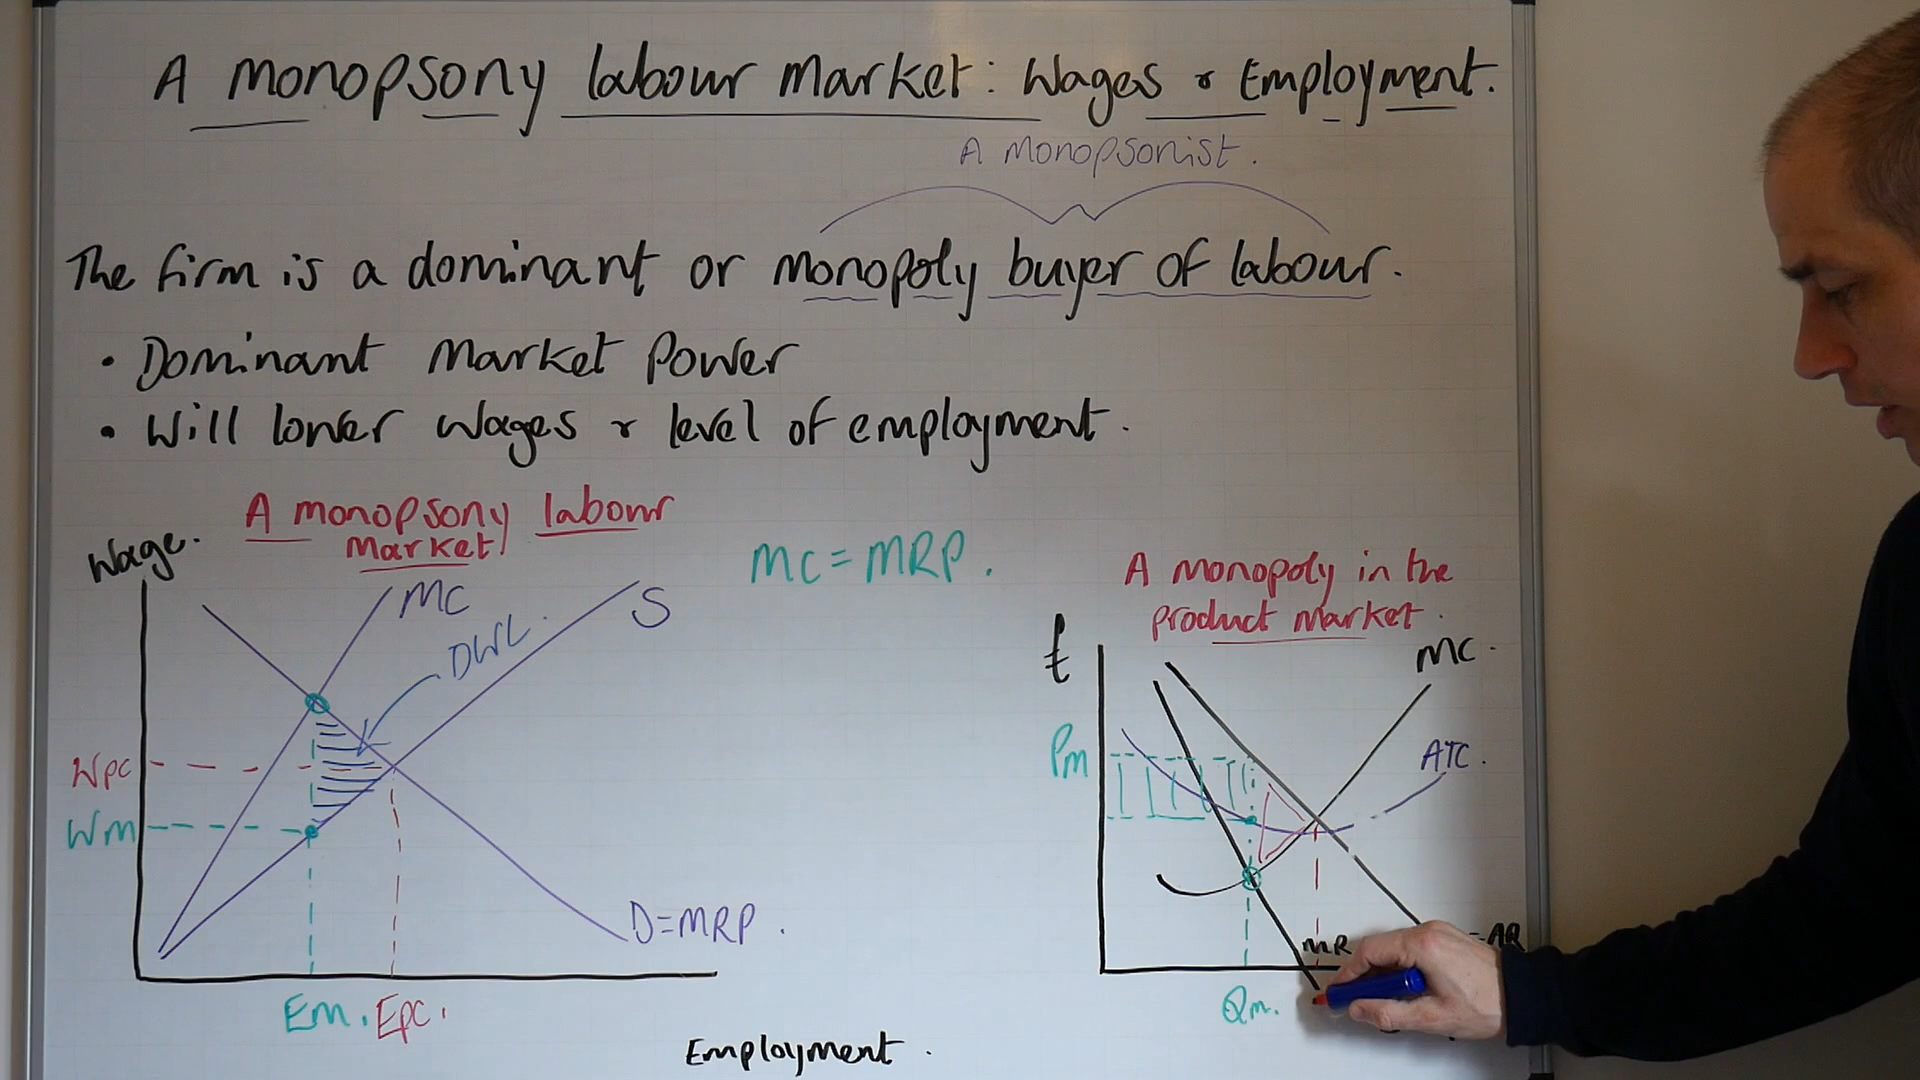 A monopsony labour market: Wages & Employment.
A monopsonist.
The firm is a dominant or monopoly buyer of labour.
• Dominant market power
• Will lower wages & level of employment.
A monopsony labour
market
Wage.
MC
S
DWL.
Wpc
Wm
D=MRP.
Em. Epc.
Employment.
MC=MRP.
A monopoly in the
product market.
£
MC.
Pm
ATC.
MR
=AR
Qm.